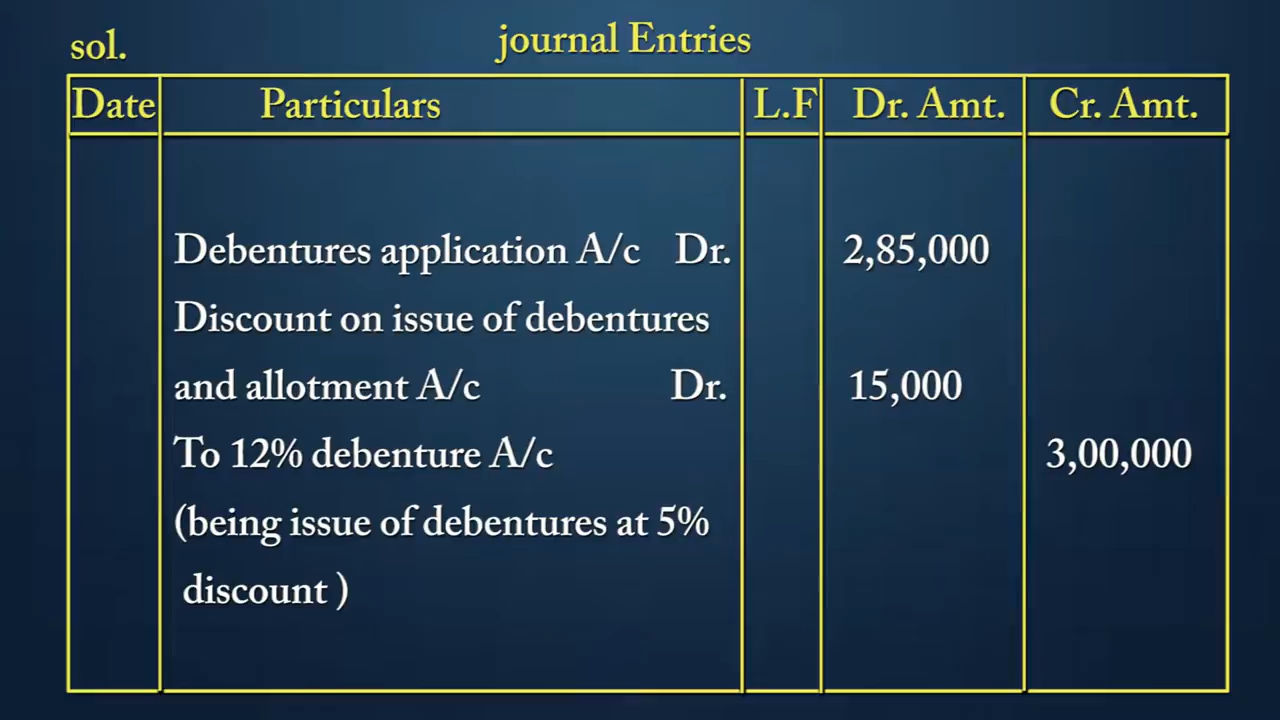 sol.
journal Entries
Date Particulars L.F Dr. Amt. Cr. Amt.
Debentures application A/c Dr. 2,85,000
Discount on issue of debentures
and allotment A/c Dr. 15,000
To 12% debenture A/c 3,00,000
(being issue of debentures at 5%
discount )